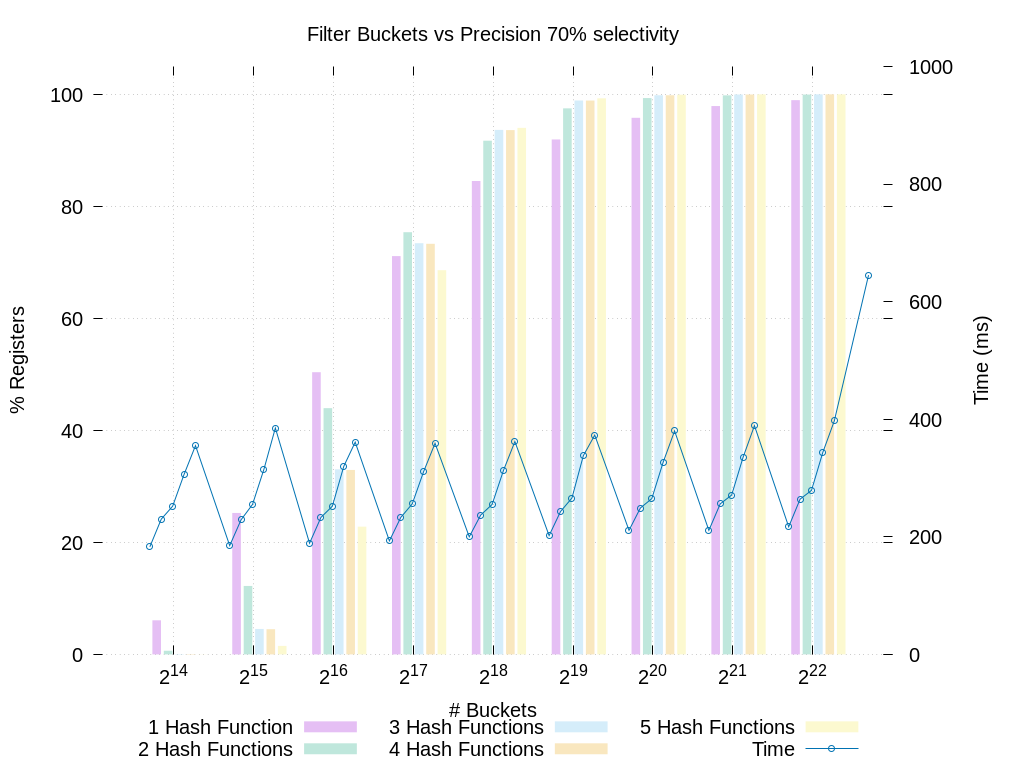 Filter Buckets vs Precision 70% selectivity
1000
100
800
80
600
60
% Registers
Time (ms)
400
40
200
20
0
0
2^14 2^15 2^16 2^17 2^18 2^19 2^20 2^21 2^22
# Buckets
1 Hash Function 3 Hash Functions 5 Hash Functions
2 Hash Functions 4 Hash Functions Time